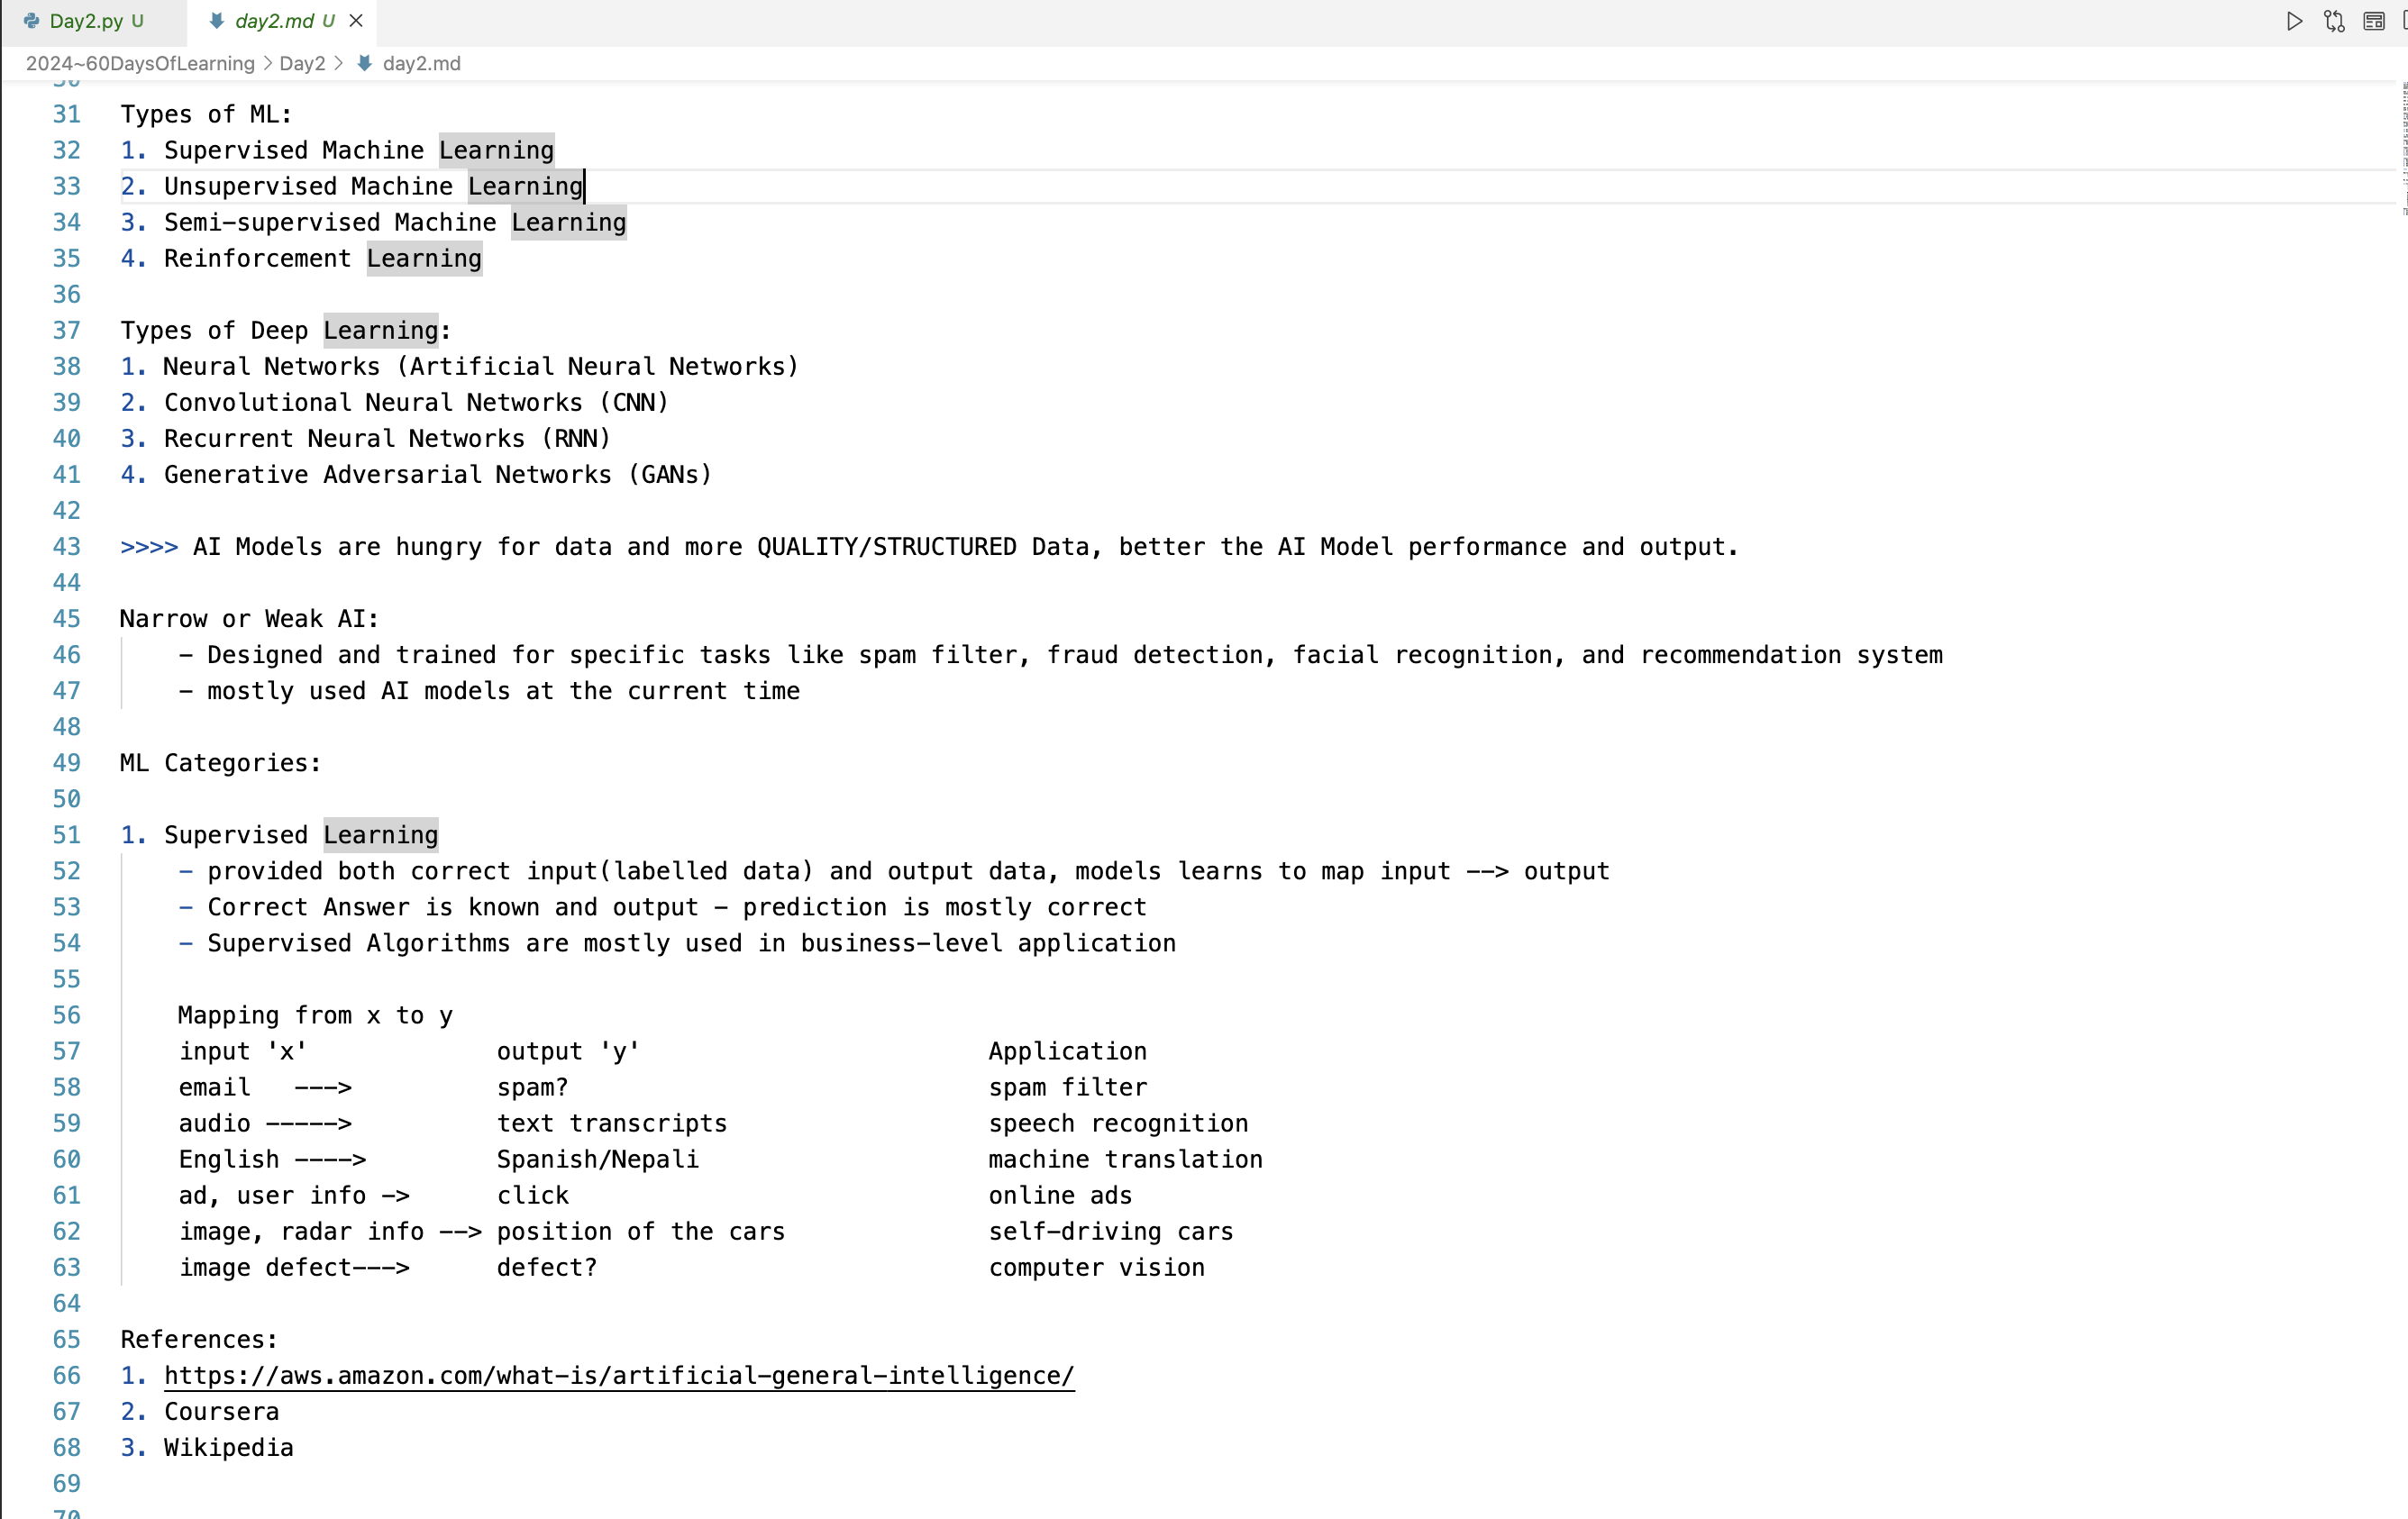 Day2.py U day2.md U
2024~60DaysOfLearning > Day2 > day2.md
31 Types of ML:
32 1. Supervised Machine Learning
33 2. Unsupervised Machine Learning
34 3. Semi-supervised Machine Learning
35 4. Reinforcement Learning
36
37 Types of Deep Learning:
38 1. Neural Networks (Artificial Neural Networks)
39 2. Convolutional Neural Networks (CNN)
40 3. Recurrent Neural Networks (RNN)
41 4. Generative Adversarial Networks (GANs)
42
43 >>>> AI Models are hungry for data and more QUALITY/STRUCTURED Data, better the AI Model performance and output.
44
45 Narrow or Weak AI:
46 - Designed and trained for specific tasks like spam filter, fraud detection, facial recognition, and recommendation system
47 - mostly used AI models at the current time
48
49 ML Categories:
50
51 1. Supervised Learning
52 - provided both correct input(labelled data) and output data, models learns to map input --> output
53 - Correct Answer is known and output - prediction is mostly correct
54 - Supervised Algorithms are mostly used in business-level application
55
56 Mapping from x to y
57 input 'x' output 'y' Application
58 email ---> spam? spam filter
59 audio -----> text transcripts speech recognition
60 English ----> Spanish/Nepali machine translation
61 ad, user info -> click online ads
62 image, radar info --> position of the cars self-driving cars
63 image defect---> defect? computer vision
64
65 References:
66 1. https://aws.amazon.com/what-is/artificial-general-intelligence/
67 2. Coursera
68 3. Wikipedia
69